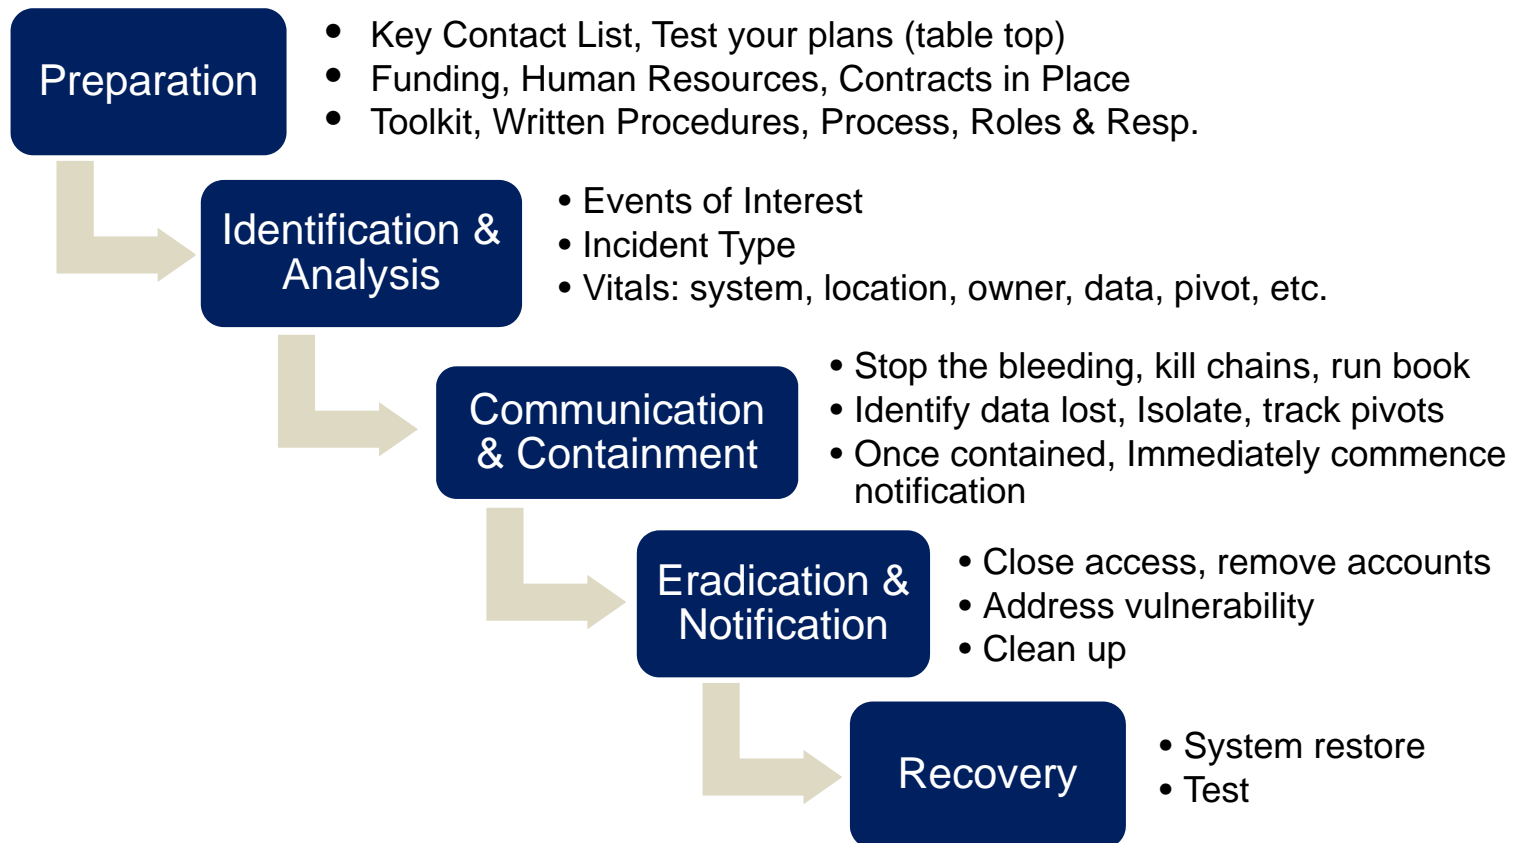 Preparation
• Key Contact List, Test your plans (table top)
• Funding, Human Resources, Contracts in Place
• Toolkit, Written Procedures, Process, Roles & Resp.
Identification &
Analysis
• Events of Interest
• Incident Type
• Vitals: system, location, owner, data, pivot, etc.
Communication
& Containment
• Stop the bleeding, kill chains, run book
• Identify data lost, Isolate, track pivots
• Once contained, Immediately commence
notification
Eradication &
Notification
• Close access, remove accounts
• Address vulnerability
• Clean up
Recovery
• System restore
• Test